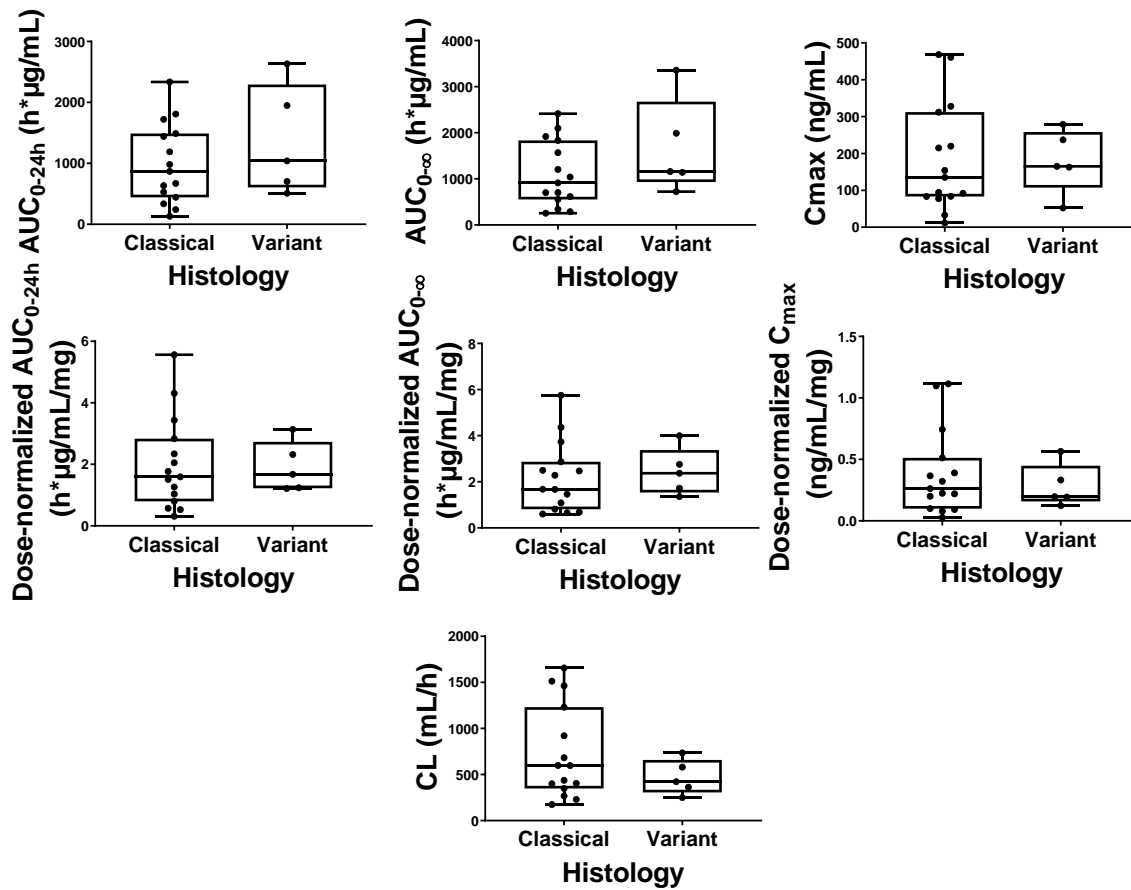 AUC0-24h (h*µg/mL)
3000
2000
1000
0
Classical
Variant
Histology
AUC0-∞ (h*µg/mL)
4000
3000
2000
1000
0
Classical
Variant
Histology
Cmax (ng/mL)
500
400
300
200
100
0
Classical
Variant
Histology
Dose-normalized AUC0-24h
(h*µg/mL/mg)
6
4
2
0
Classical
Variant
Histology
Dose-normalized AUC0-∞
(h*µg/mL/mg)
8
6
4
2
0
Classical
Variant
Histology
Dose-normalized Cmax
(ng/mL/mg)
1.5
1.0
0.5
0.0
Classical
Variant
Histology
CL (mL/h)
2000
1500
1000
500
0
Classical
Variant
Histology